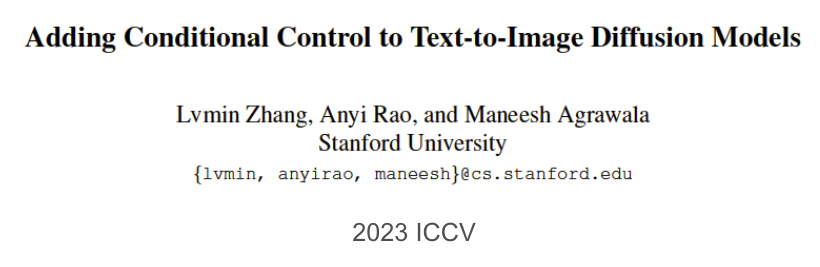 Adding Conditional Control to Text-to-Image Diffusion Models
Lvmin Zhang, Anyi Rao, and Maneesh Agrawala
Stanford University
{lvmin, anyirao, maneesh}@cs.stanford.edu
2023 ICCV